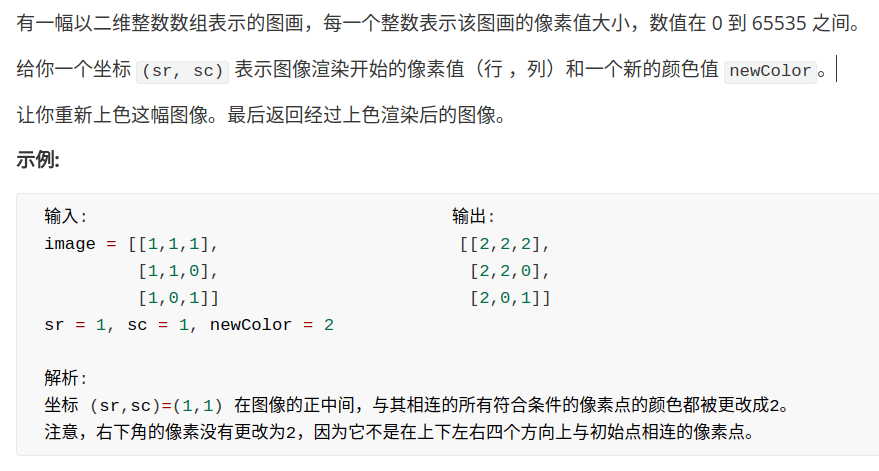 有一幅以二维整数数组表示的图画，每一个整数表示该图画的像素值大小，数值在 0 到 65535 之间。
给你一个坐标 (sr, sc) 表示图像渲染开始的像素值（行 ，列）和一个新的颜色值 newColor。
让你重新上色这幅图像。最后返回经过上色渲染后的图像。
示例:
输入: 输出:
image = [[1,1,1], [[2,2,2],
[1,1,0], [2,2,0],
[1,0,1]] [2,0,1]]
sr = 1, sc = 1, newColor = 2
解析:
坐标 (sr,sc)=(1,1) 在图像的正中间，与其相连的所有符合条件的像素点的颜色都被更改成2。
注意，右下角的像素没有更改为2，因为它不是在上下左右四个方向上与初始点相连的像素点。